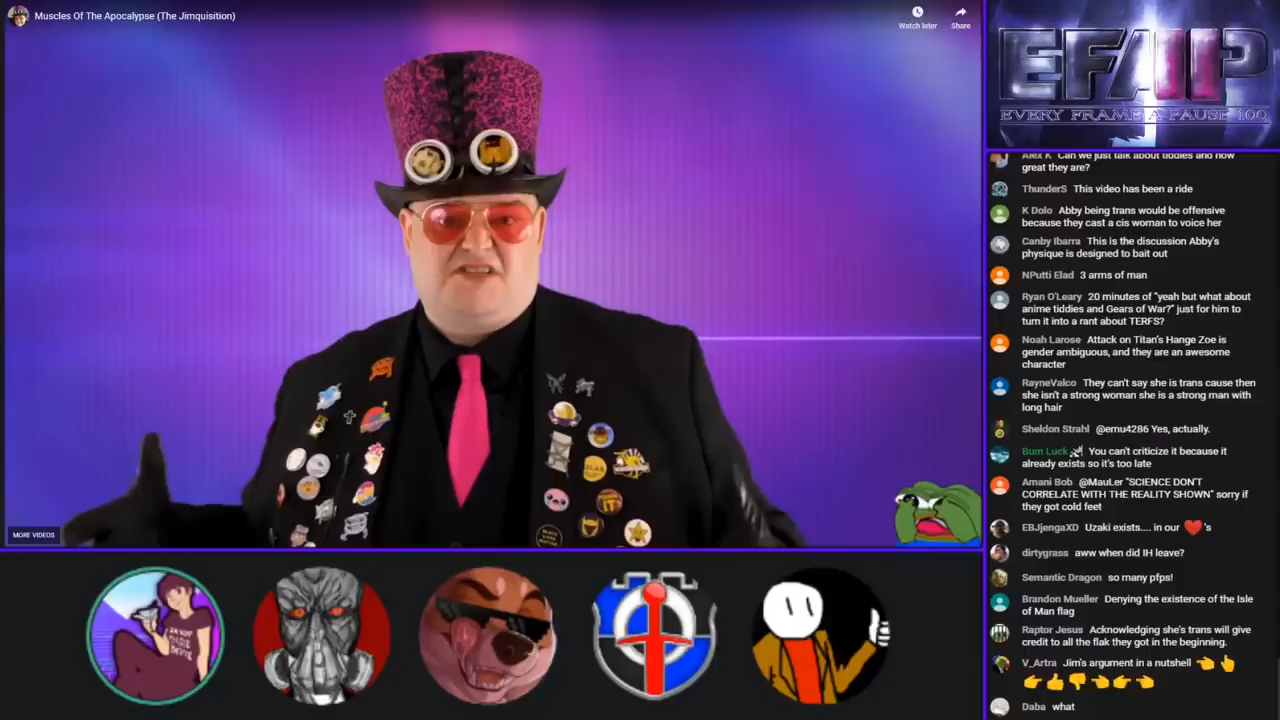 Muscles Of The Apocalypse (The Jimquisition)
Watch later
Share
MORE VIDEOS
EFAP
EVERY FRAME A PAUSE 100
Alex K Can we just talk about tiddies and how
great they are?
ThunderS This video has been a ride
K Dolo Abby being trans would be offensive
because they cast a cis woman to voice her
Canby Ibarra This is the discussion Abby's
physique is designed to bait out
NPutti Elad 3 arms of man
Ryan O'Leary 20 minutes of "yeah but what about
anime tiddies and Gears of War?" just for him to
turn it into a rant about TERFS?
Noah Larose Attack on Titan's Hange Zoe is
gender ambiguous, and they are an awesome
character
RayneValco They can't say she is trans cause then
she isn't a strong woman she is a strong man with
long hair
Sheldon Strahl @emu4286 Yes, actually.
Bum Luck You can't criticize it because it
already exists so it's too late
Amani Bob @MauLer "SCIENCE DON'T
CORRELATE WITH THE REALITY SHOWN" sorry if
they got cold feet
EBJjengaXD Uzaki exists.... in our ❤️'s
dirtygrass aww when did IH leave?
Semantic Dragon so many pfps!
Brandon Mueller Denying the existence of the Isle
of Man flag
Raptor Jesus Acknowledging she's trans will give
credit to all the flak they got in the beginning.
V_Artra Jim's argument in a nutshell 👈👆
👉👍👎👈👉👈
Daba what